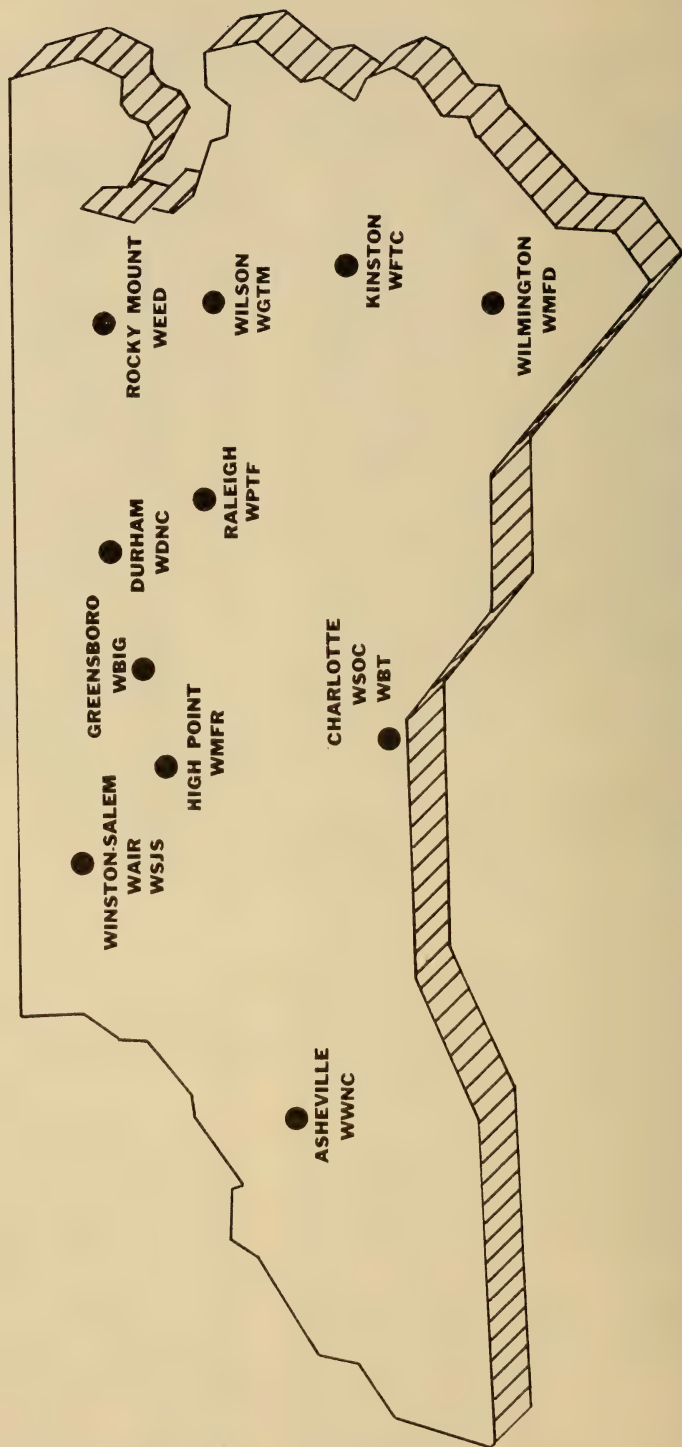 WINSTON-SALEM
WAIR
WSJS
GREENSBORO
WBIG
HIGH POINT
WMFR
DURHAM
WDNC
RALEIGH
WPTF
ROCKY MOUNT
WEED
WILSON
WGTM
KINSTON
WFTC
WILMINGTON
WMFD
CHARLOTTE
WSOC
WBT
ASHEVILLE
WWNC